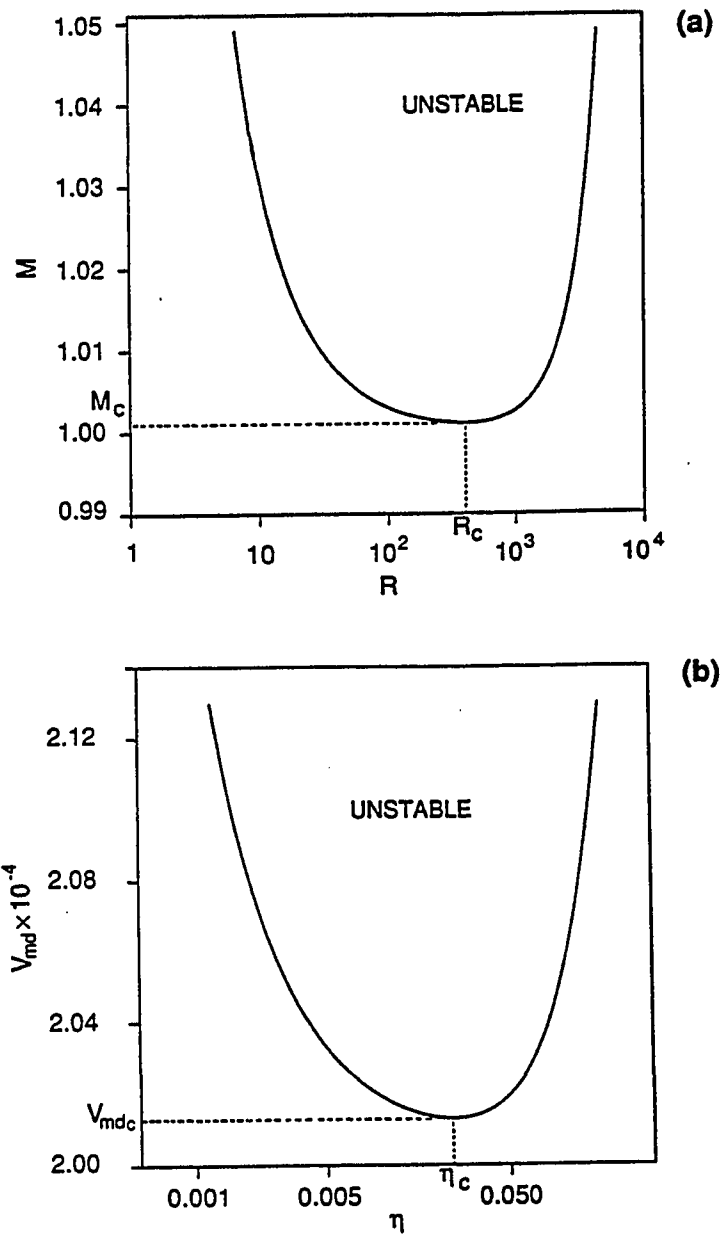 (a)
1.05
1.04
1.03
1.02
1.01
1.00
0.99
M
M_c
UNSTABLE
1
10
10^2
R_c
10^3
10^4
R
(b)
2.12
2.08
2.04
2.00
V_md × 10^-4
V_mdc
UNSTABLE
0.001
0.005
η_c
0.050
η